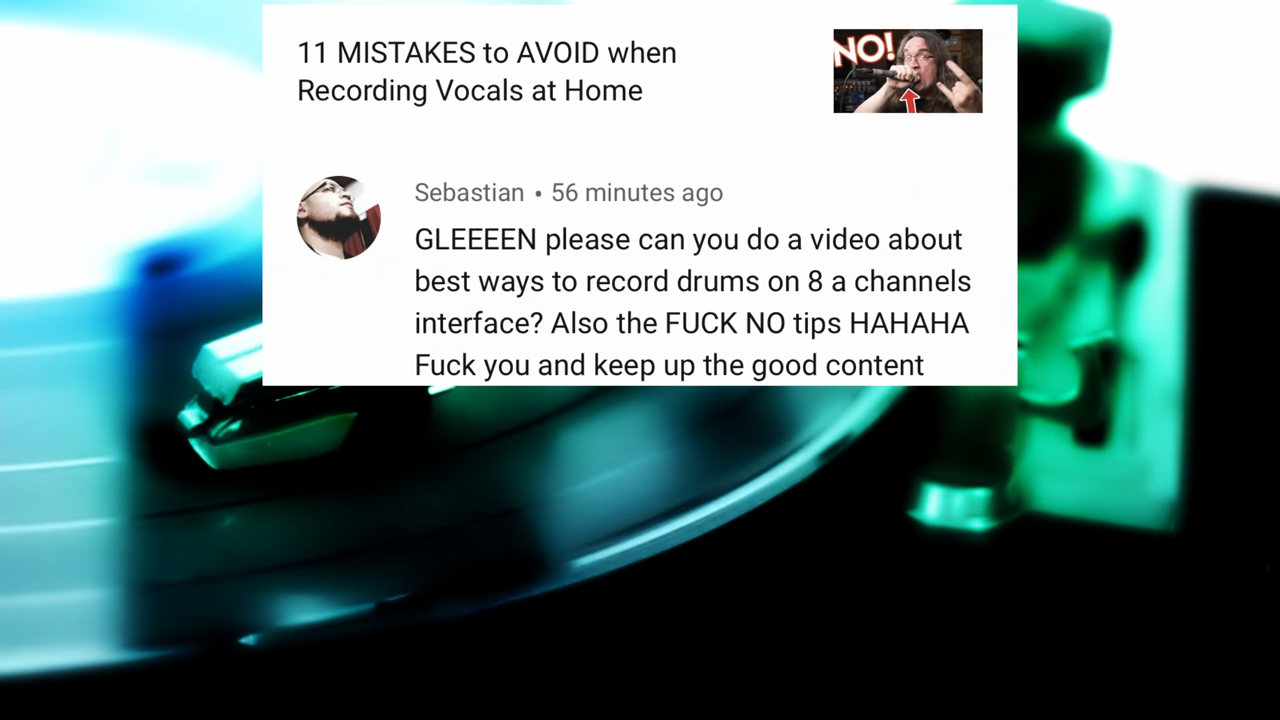 11 MISTAKES to AVOID when
Recording Vocals at Home
NO!
Sebastian • 56 minutes ago
GLEEEEN please can you do a video about
best ways to record drums on 8 a channels
interface? Also the FUCK NO tips HAHAHA
Fuck you and keep up the good content